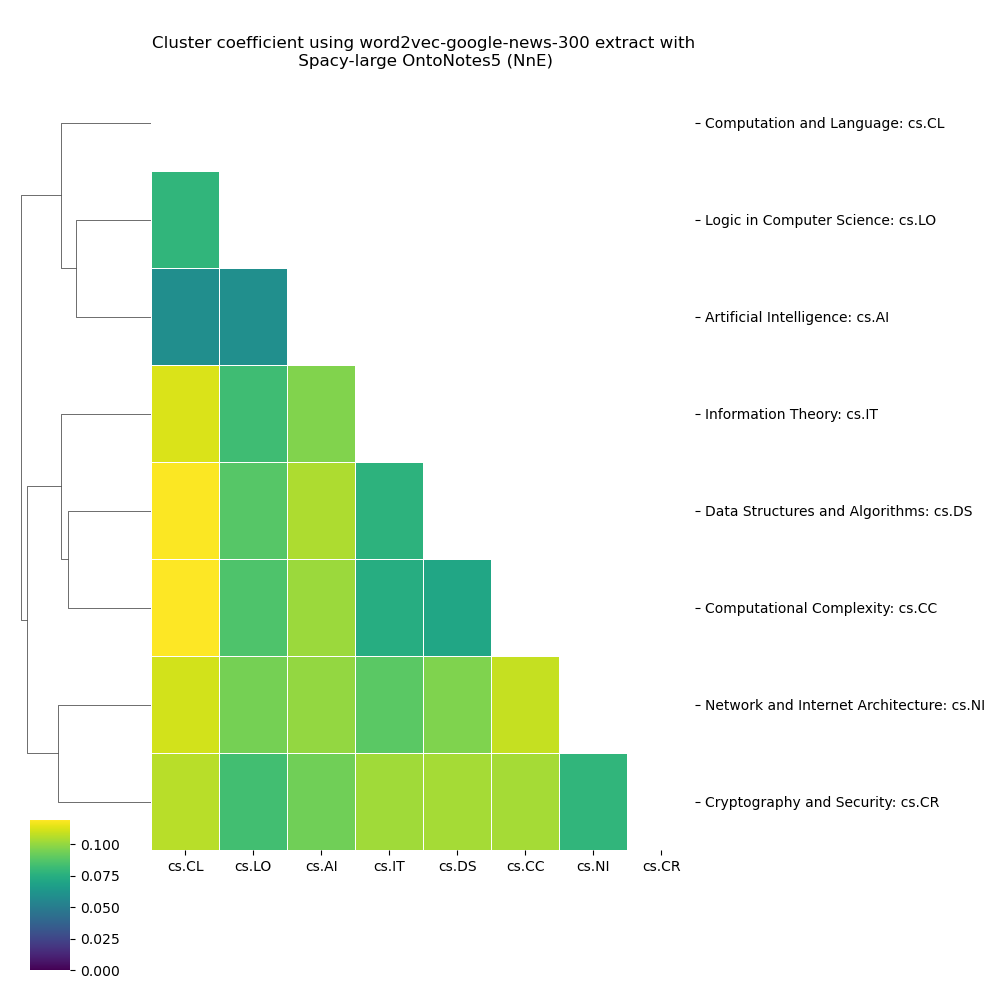 Cluster coefficient using word2vec-google-news-300 extract with
Spacy-large OntoNotes5 (NnE)
Computation and Language: cs.CL
Logic in Computer Science: cs.LO
Artificial Intelligence: cs.AI
Information Theory: cs.IT
Data Structures and Algorithms: cs.DS
Computational Complexity: cs.CC
Network and Internet Architecture: cs.NI
Cryptography and Security: cs.CR
cs.CL cs.LO cs.AI cs.IT cs.DS cs.CC cs.NI cs.CR
0.100
0.075
0.050
0.025
0.000